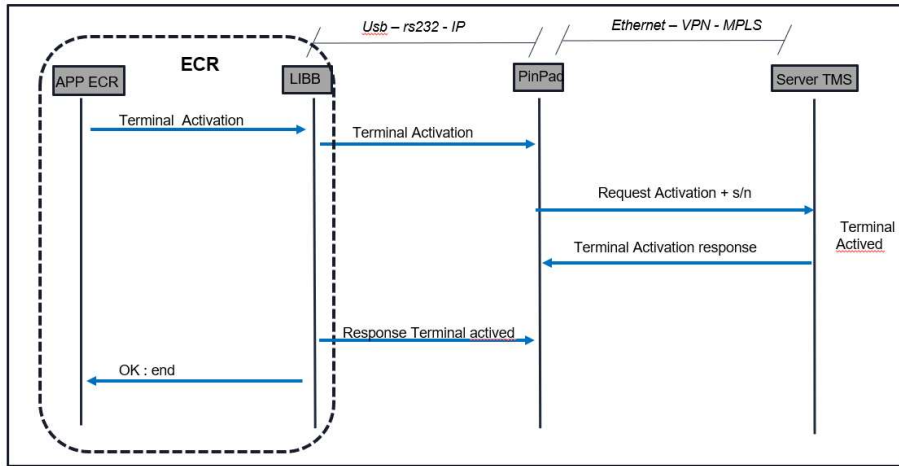 Usb – rs232 - IP
Ethernet – VPN - MPLS
ECR
APP ECR
LIBB
PinPad
Server TMS
Terminal Activation
Terminal Activation
Request Activation + s/n
Terminal
Actived
Terminal Activation response
Response Terminal actived
OK : end